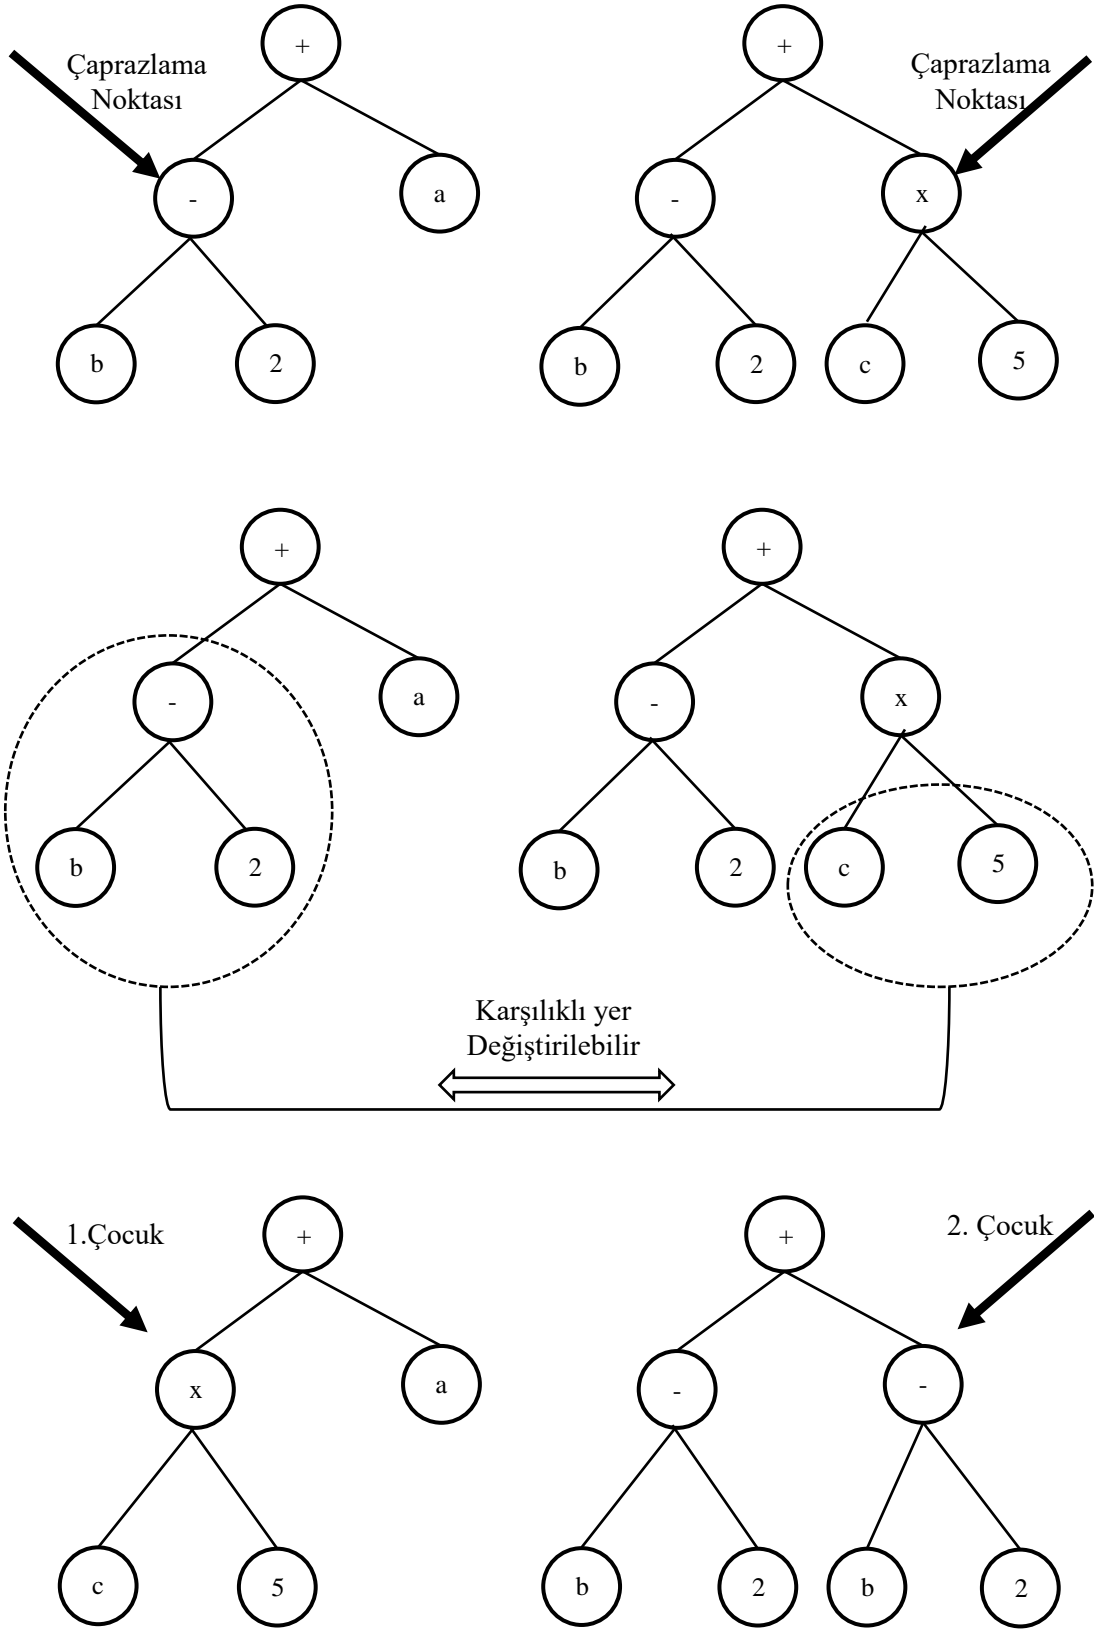 +
+
Çaprazlama
Noktası
Çaprazlama
Noktası
-
a
-
x
b
2
b
2
c
5
+
+
-
a
-
x
b
2
b
2
c
5
Karşılıklı yer
Değiştirilebilir
1.Çocuk
+
+
2. Çocuk
x
a
-
-
c
5
b
2
b
2